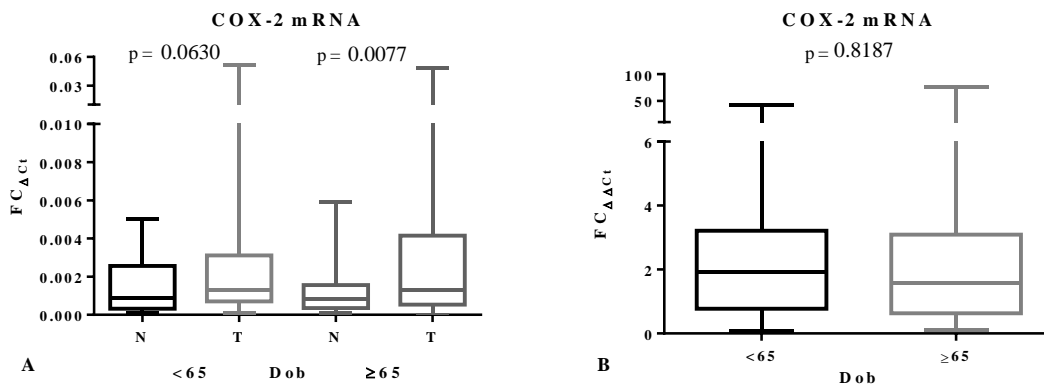 COX-2 mRNA
p = 0.0630
p = 0.0077
0.06
0.03
0.010
0.008
0.006
0.004
0.002
0.000
FCΔCt
N
T
N
T
<65
Dob
≥65
A
COX-2 mRNA
p = 0.8187
100
50
6
4
2
0
FCΔΔCt
<65
≥65
Dob
B